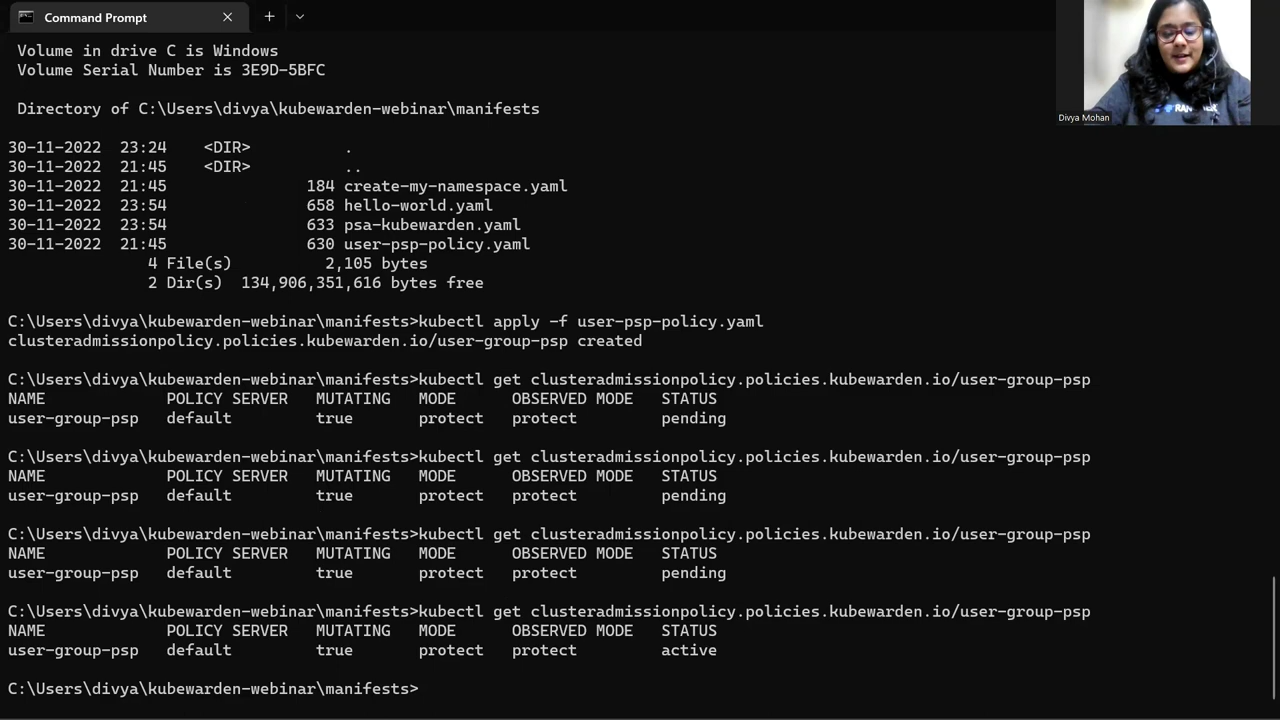 Command Prompt
Volume in drive C is Windows
Volume Serial Number is 3E9D-5BFC
Directory of C:\Users\divya\kubewarden-webinar\manifests
30-11-2022  23:24    <DIR>          .
30-11-2022  21:45    <DIR>          ..
30-11-2022  21:45               184 create-my-namespace.yaml
30-11-2022  23:54               658 hello-world.yaml
30-11-2022  23:54               633 psa-kubewarden.yaml
30-11-2022  21:45               630 user-psp-policy.yaml
4 File(s)          2,105 bytes
2 Dir(s)  134,906,351,616 bytes free
C:\Users\divya\kubewarden-webinar\manifests>kubectl apply -f user-psp-policy.yaml
clusteradmissionpolicy.policies.kubewarden.io/user-group-psp created
C:\Users\divya\kubewarden-webinar\manifests>kubectl get clusteradmissionpolicy.policies.kubewarden.io/user-group-psp
NAME             POLICY SERVER   MUTATING   MODE      OBSERVED MODE   STATUS
user-group-psp   default         true       protect   protect         pending
C:\Users\divya\kubewarden-webinar\manifests>kubectl get clusteradmissionpolicy.policies.kubewarden.io/user-group-psp
NAME             POLICY SERVER   MUTATING   MODE      OBSERVED MODE   STATUS
user-group-psp   default         true       protect   protect         pending
C:\Users\divya\kubewarden-webinar\manifests>kubectl get clusteradmissionpolicy.policies.kubewarden.io/user-group-psp
NAME             POLICY SERVER   MUTATING   MODE      OBSERVED MODE   STATUS
user-group-psp   default         true       protect   protect         pending
C:\Users\divya\kubewarden-webinar\manifests>kubectl get clusteradmissionpolicy.policies.kubewarden.io/user-group-psp
NAME             POLICY SERVER   MUTATING   MODE      OBSERVED MODE   STATUS
user-group-psp   default         true       protect   protect         active
C:\Users\divya\kubewarden-webinar\manifests>
Divya Mohan